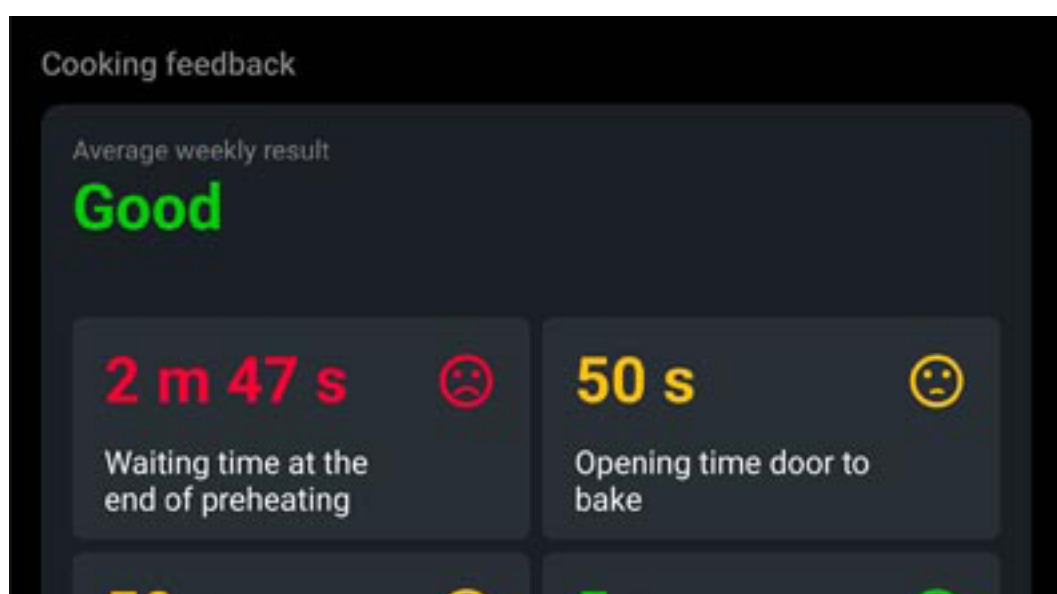 Cooking feedback
Average weekly result
Good
2 m 47 s
50 s
Waiting time at the
end of preheating
Opening time door to
bake